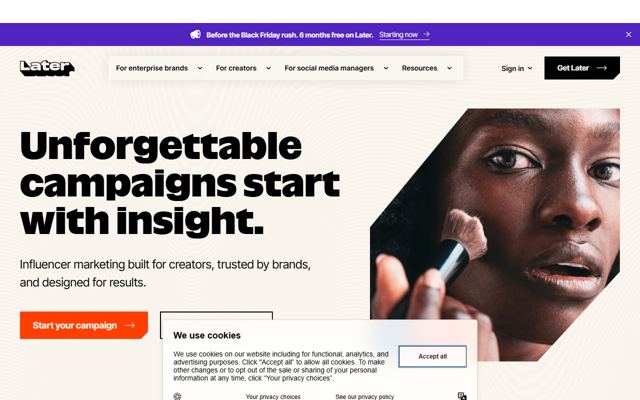 Before the Black Friday rush. 6 months free on Later. Starting now
Later
For enterprise brands For creators For social media managers Resources
Sign in
Get Later
Unforgettable
campaigns start
with insight.
Influencer marketing built for creators, trusted by brands,
and designed for results.
Start your campaign
We use cookies
We use cookies on our website including for functional, analytics, and
advertising purposes. Click "Accept all" to allow all cookies. To make
other changes or to opt out of the sale or sharing of your personal
information at any time, click "Your privacy choices".
Accept all
Your privacy choices
See our privacy policy